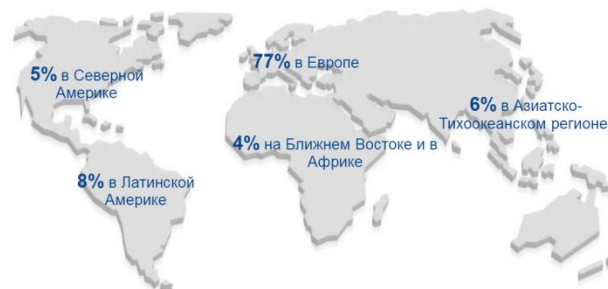 5% в Северной
Америке
77% в Европе
6% в Азиатско-
Тихоокеанском регионе
4% на Ближнем Востоке и в
Африке
8% в Латинской
Америке